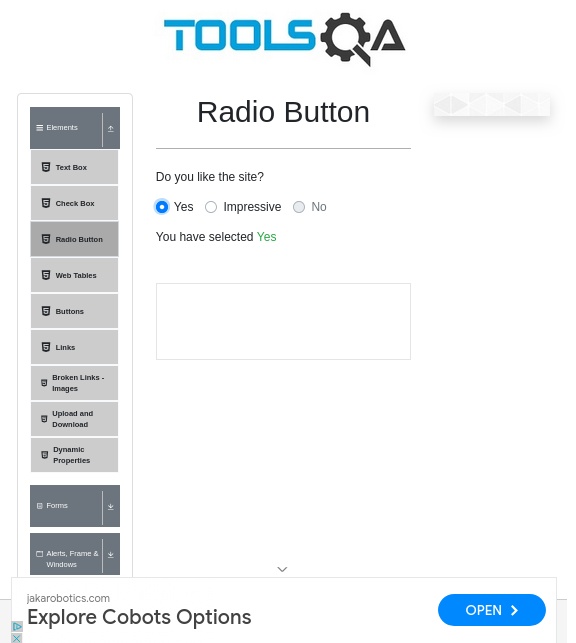 TOOLSQA
Radio Button
Elements
Text Box
Check Box
Radio Button
Web Tables
Buttons
Links
Broken Links -
Images
Upload and
Download
Dynamic
Properties
Forms
Alerts, Frame &
Windows
Do you like the site?
Yes Impressive No
You have selected Yes
jakarobotics.com
Explore Cobots Options
OPEN